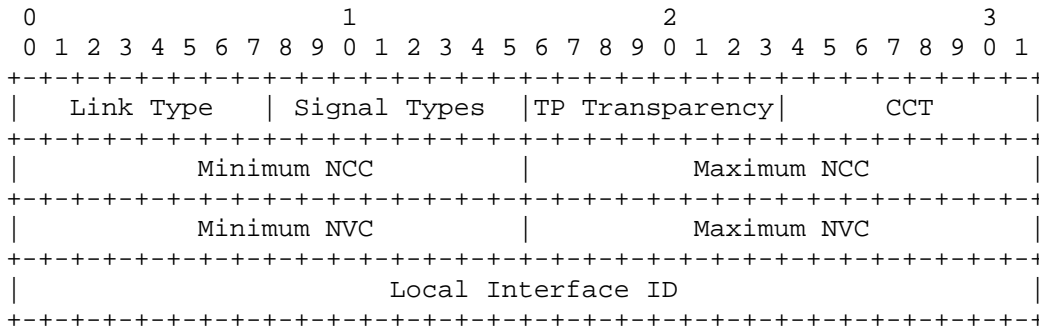 0                   1                   2                   3
 0 1 2 3 4 5 6 7 8 9 0 1 2 3 4 5 6 7 8 9 0 1 2 3 4 5 6 7 8 9 0 1
+-+-+-+-+-+-+-+-+-+-+-+-+-+-+-+-+-+-+-+-+-+-+-+-+-+-+-+-+-+-+-+-+
|   Link Type   | Signal Types  |TP Transparency|      CCT      |
+-+-+-+-+-+-+-+-+-+-+-+-+-+-+-+-+-+-+-+-+-+-+-+-+-+-+-+-+-+-+-+-+
|           Minimum NCC         |          Maximum NCC          |
+-+-+-+-+-+-+-+-+-+-+-+-+-+-+-+-+-+-+-+-+-+-+-+-+-+-+-+-+-+-+-+-+
|           Minimum NVC         |          Maximum NVC          |
+-+-+-+-+-+-+-+-+-+-+-+-+-+-+-+-+-+-+-+-+-+-+-+-+-+-+-+-+-+-+-+-+
|                       Local Interface ID                      |
+-+-+-+-+-+-+-+-+-+-+-+-+-+-+-+-+-+-+-+-+-+-+-+-+-+-+-+-+-+-+-+-+